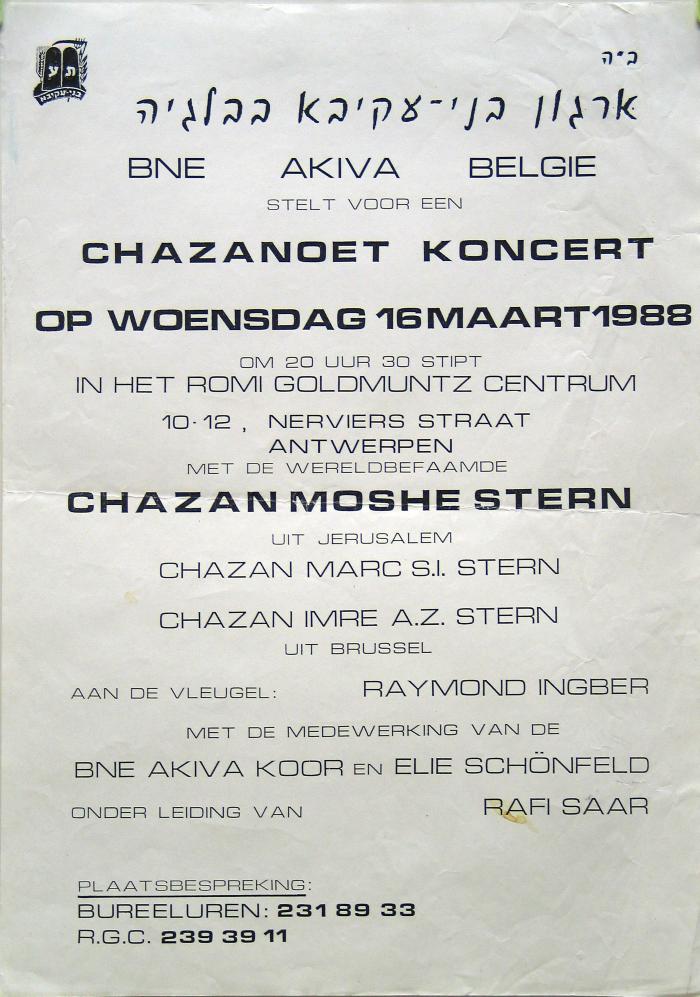 ב״ה
ת ע
בני-עקיבא
ארגון בני-עקיבא בבלגיה
BNE AKIVA BELGIE
STELT VOOR EEN
CHAZANOET KONCERT
OP WOENSDAG 16 MAART 1988
OM 20 UUR 30 STIPT
IN HET ROMI GOLDMUNTZ CENTRUM
10-12, NERVIERS STRAAT
ANTWERPEN
MET DE WERELDBEFAAMDE
CHAZAN MOSHE STERN
UIT JERUSALEM
CHAZAN MARC S.I. STERN
CHAZAN IMRE A.Z. STERN
UIT BRUSSEL
AAN DE VLEUGEL: RAYMOND INGBER
MET DE MEDEWERKING VAN DE
BNE AKIVA KOOR EN ELIE SCHÖNFELD
ONDER LEIDING VAN RAFI SAAR
PLAATSBESPREKING:
BUREELUREN: 231 89 33
R.G.C. 239 39 11